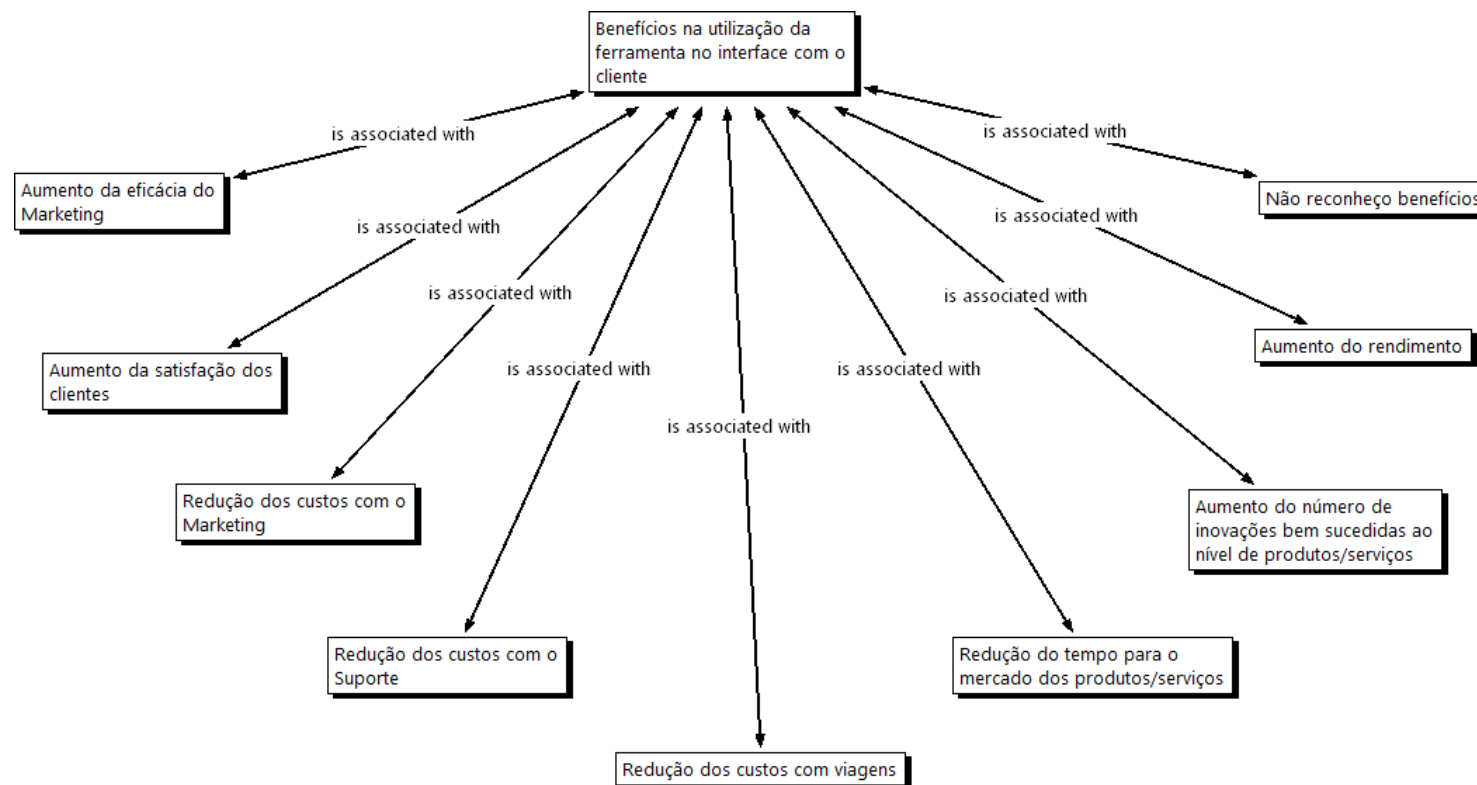 Benefícios na utilização da
ferramenta no interface com o
cliente
is associated with
is associated with
Aumento da eficácia do
Marketing
Não reconheço benefícios
is associated with
is associated with
is associated with
is associated with
Aumento da satisfação dos
clientes
Aumento do rendimento
is associated with
is associated with
is associated with
Redução dos custos com o
Marketing
Aumento do número de
inovações bem sucedidas ao
nível de produtos/serviços
Redução dos custos com o
Suporte
Redução do tempo para o
mercado dos produtos/serviços
Redução dos custos com viagens